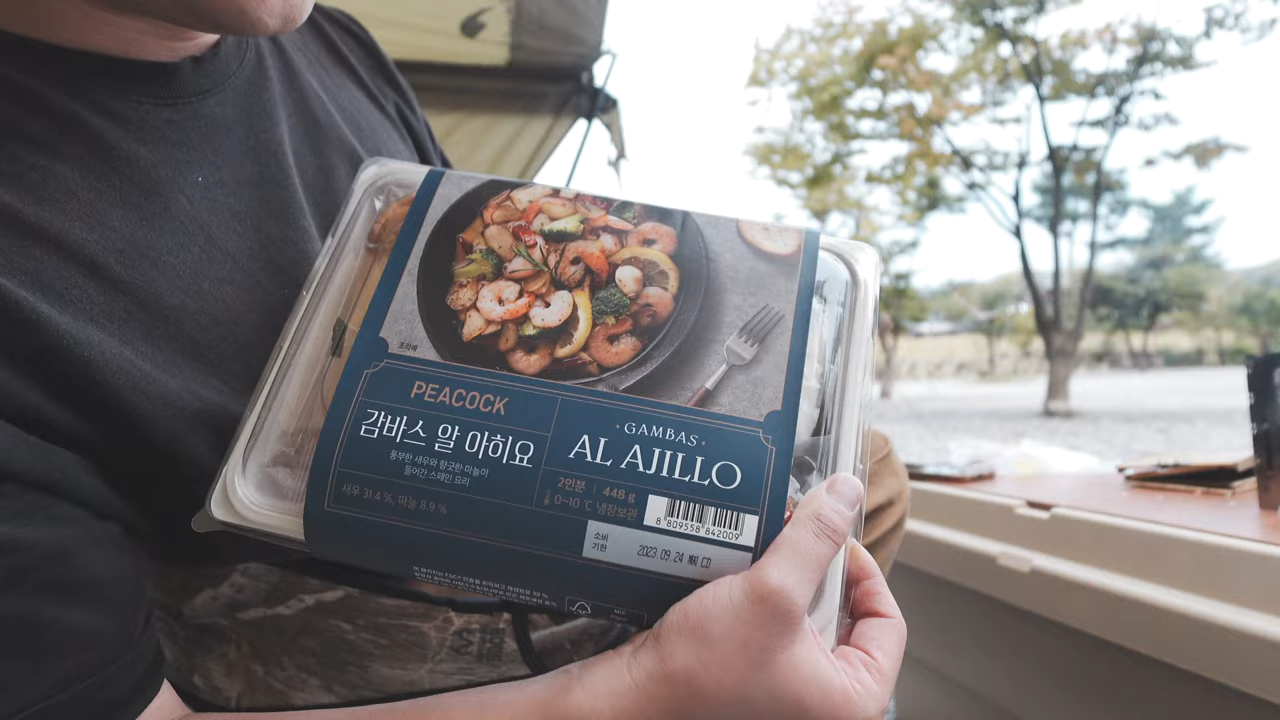 조리예
PEACOCK
감바스 알 아히요
풍부한 새우와 향긋한 마늘이
들어간 스페인 요리
새우 31.4 %, 마늘 8.9 %
GAMBAS
AL AJILLO
2인분 | 448 g
0~10 ℃ 냉장보관
8 809558 842009
소비
기한
2023.09.24
CD
MIX